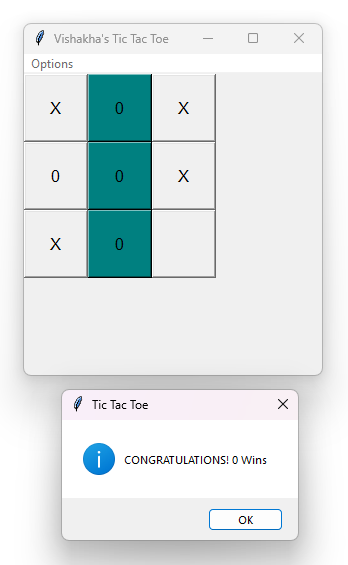 Vishakha's Tic Tac Toe
Options
X 0 X
0 0 X
X 0
Tic Tac Toe
CONGRATULATIONS! 0 Wins
OK